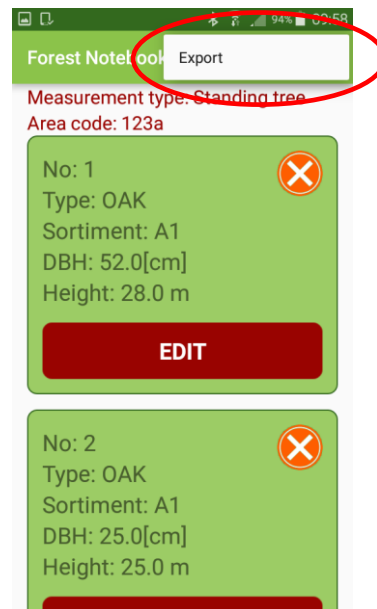 94% 09:58
Forest Notebook Export
Measurement type: Standing tree
Area code: 123a
No: 1
Type: OAK
Sortiment: A1
DBH: 52.0[cm]
Height: 28.0 m
EDIT
No: 2
Type: OAK
Sortiment: A1
DBH: 25.0[cm]
Height: 25.0 m